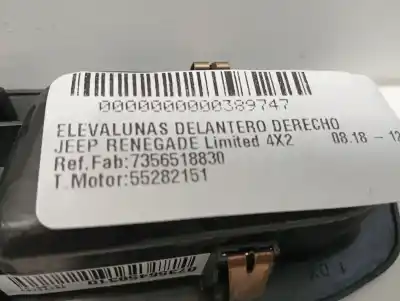 0000000000389747
ELEVALUNAS DELANTERO DERECHO
JEEP RENEGADE Limited 4X2 08.18 - 12
Ref.Fab:7356518830
T.Motor:55282151